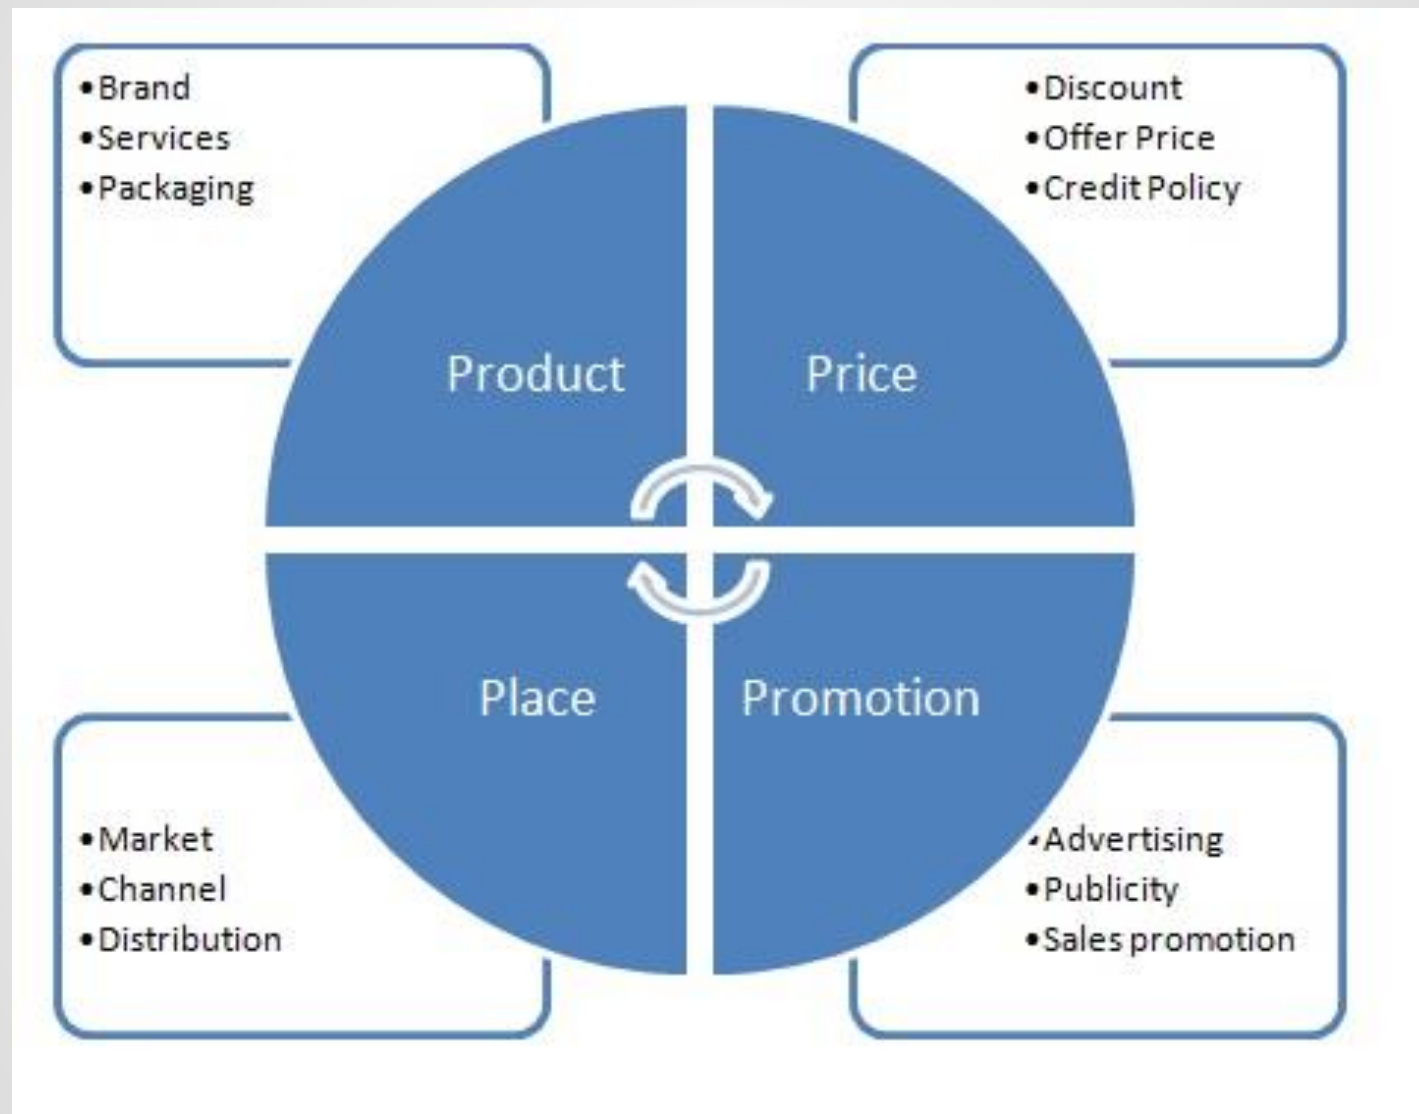 •Brand
•Services
•Packaging
•Discount
•Offer Price
•Credit Policy
Product
Price
Place
Promotion
•Market
•Channel
•Distribution
•Advertising
•Publicity
•Sales promotion